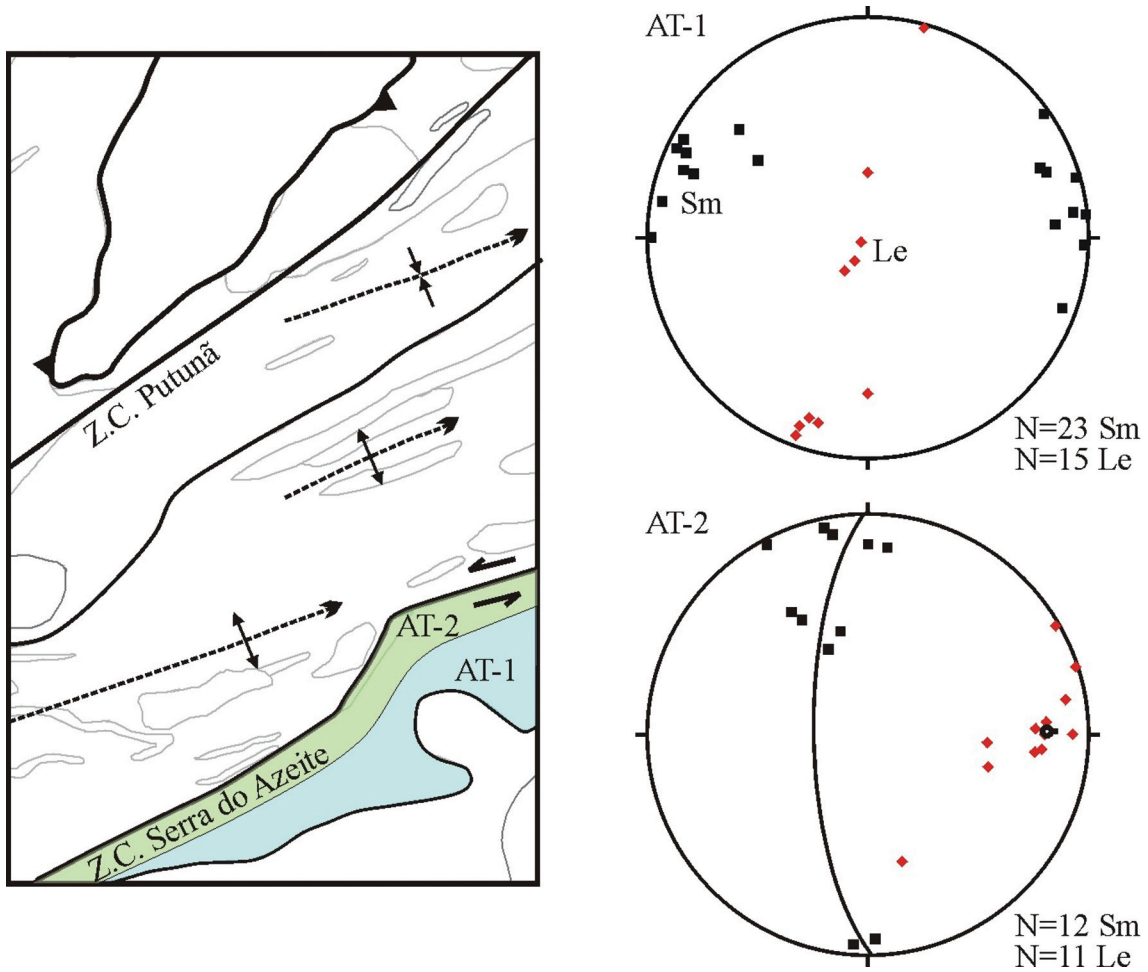 Z.C. Putunã
AT-2
AT-1
Z.C. Serra do Azeite
AT-1
Sm
Le
N=23 Sm
N=15 Le
AT-2
N=12 Sm
N=11 Le